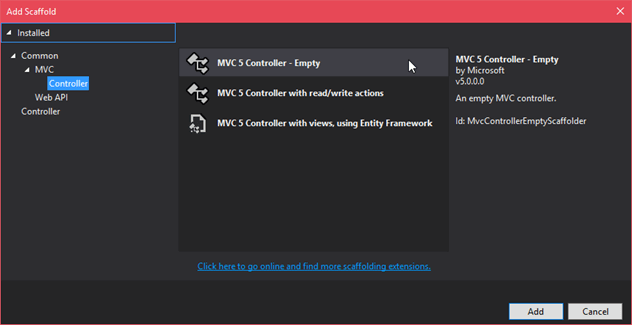 Add Scaffold
Installed
Common
MVC
Controller
Web API
Controller
MVC 5 Controller - Empty
MVC 5 Controller with read/write actions
MVC 5 Controller with views, using Entity Framework
Click here to go online and find more scaffolding extensions.
MVC 5 Controller - Empty
by Microsoft
v5.0.0.0
An empty MVC controller.
Id: MvcControllerEmptyScaffolder
Add
Cancel